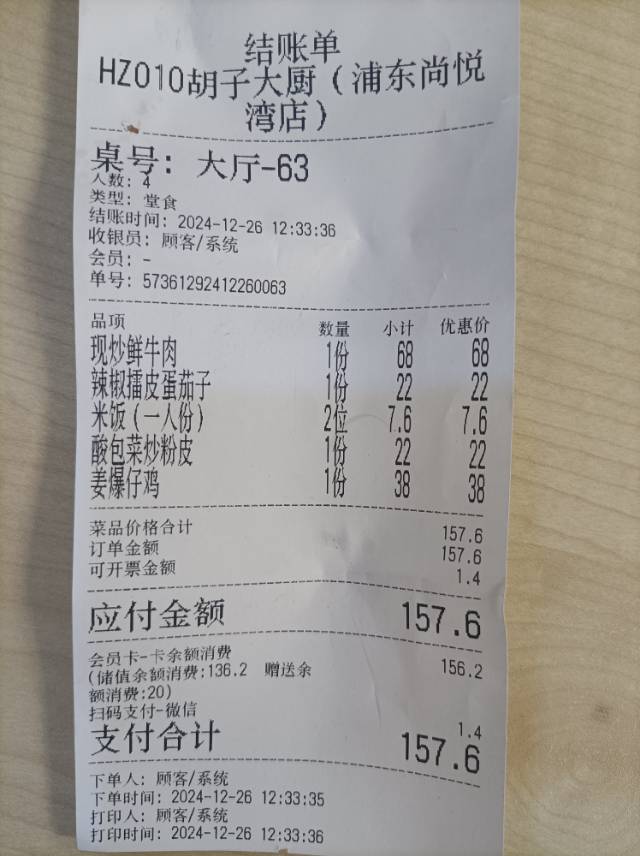 结账单
HZ010胡子大厨（浦东尚悦
湾店）
桌号：大厅-63
人数：4
类型：堂食
结账时间：2024-12-26 12:33:36
收银员：顾客/系统
会员：-
单号：57361292412260063
品项 数量 小计 优惠价
现炒鲜牛肉 1份 68 68
辣椒擂皮蛋茄子 1份 22 22
米饭（一人份） 2位 7.6 7.6
酸包菜炒粉皮 1份 22 22
姜爆仔鸡 1份 38 38
菜品价格合计 157.6
订单金额 157.6
可开票金额 1.4
应付金额 157.6
会员卡-卡余额消费 156.2
(储值余额消费:136.2 赠送余
额消费:20)
扫码支付-微信 1.4
支付合计 157.6
下单人：顾客/系统
下单时间：2024-12-26 12:33:35
打印人：顾客/系统
打印时间：2024-12-26 12:33:36